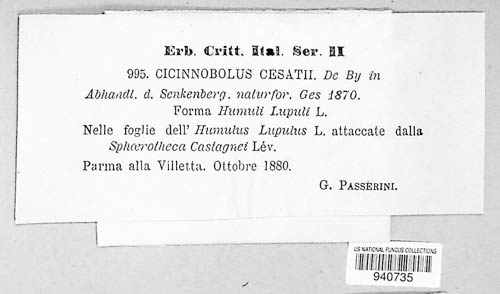 Erb. Critt. Ital. Ser. II
995. CICINNOBOLUS CESATII. De By in
Abhandl. d. Senkenberg. naturfor. Ges 1870.
Forma Humuli Lupuli L.
Nelle foglie dell' Humulus Lupulus L. attaccate dalla
Sphærotheca Castagnei Lév.
Parma alla Villetta. Ottobre 1880.
G. PASSERINI.
US NATIONAL FUNGUS COLLECTIONS
940735